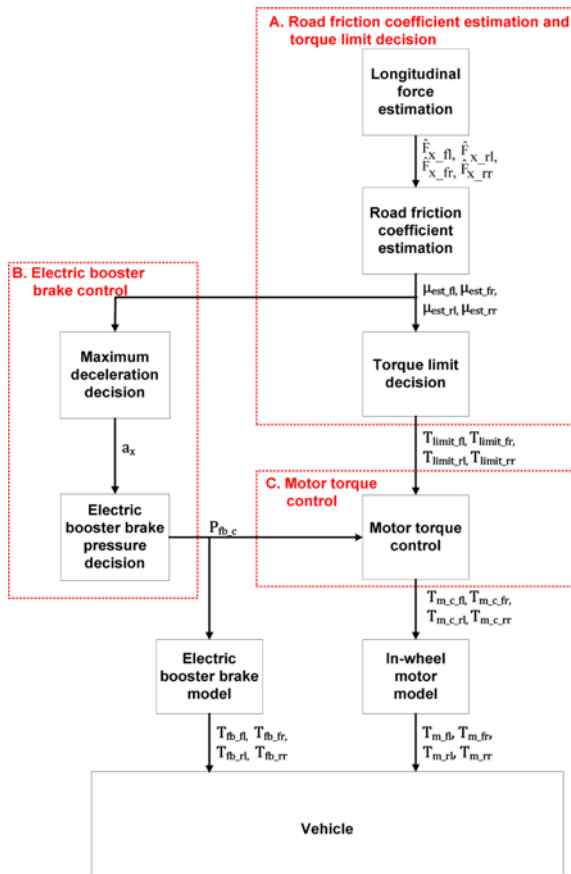 A. Road friction coefficient estimation and
torque limit decision
Longitudinal
force
estimation
F̂x_fl, F̂x_rl,
F̂x_fr, F̂x_rr
Road friction
coefficient
estimation
B. Electric booster
brake control
μest_fl, μest_fr,
μest_rl, μest_rr
Maximum
deceleration
decision
Torque limit
decision
ax
Tlimit_fl, Tlimit_fr,
Tlimit_rl, Tlimit_rr
C. Motor torque
control
Electric
booster brake
pressure
decision
Pfb_c
Motor torque
control
Tm_c_fl, Tm_c_fr,
Tm_c_rl, Tm_c_rr
Electric
booster brake
model
In-wheel
motor
model
Tfb_fl, Tfb_fr,
Tfb_rl, Tfb_rr
Tm_fl, Tm_fr,
Tm_rl, Tm_rr
Vehicle